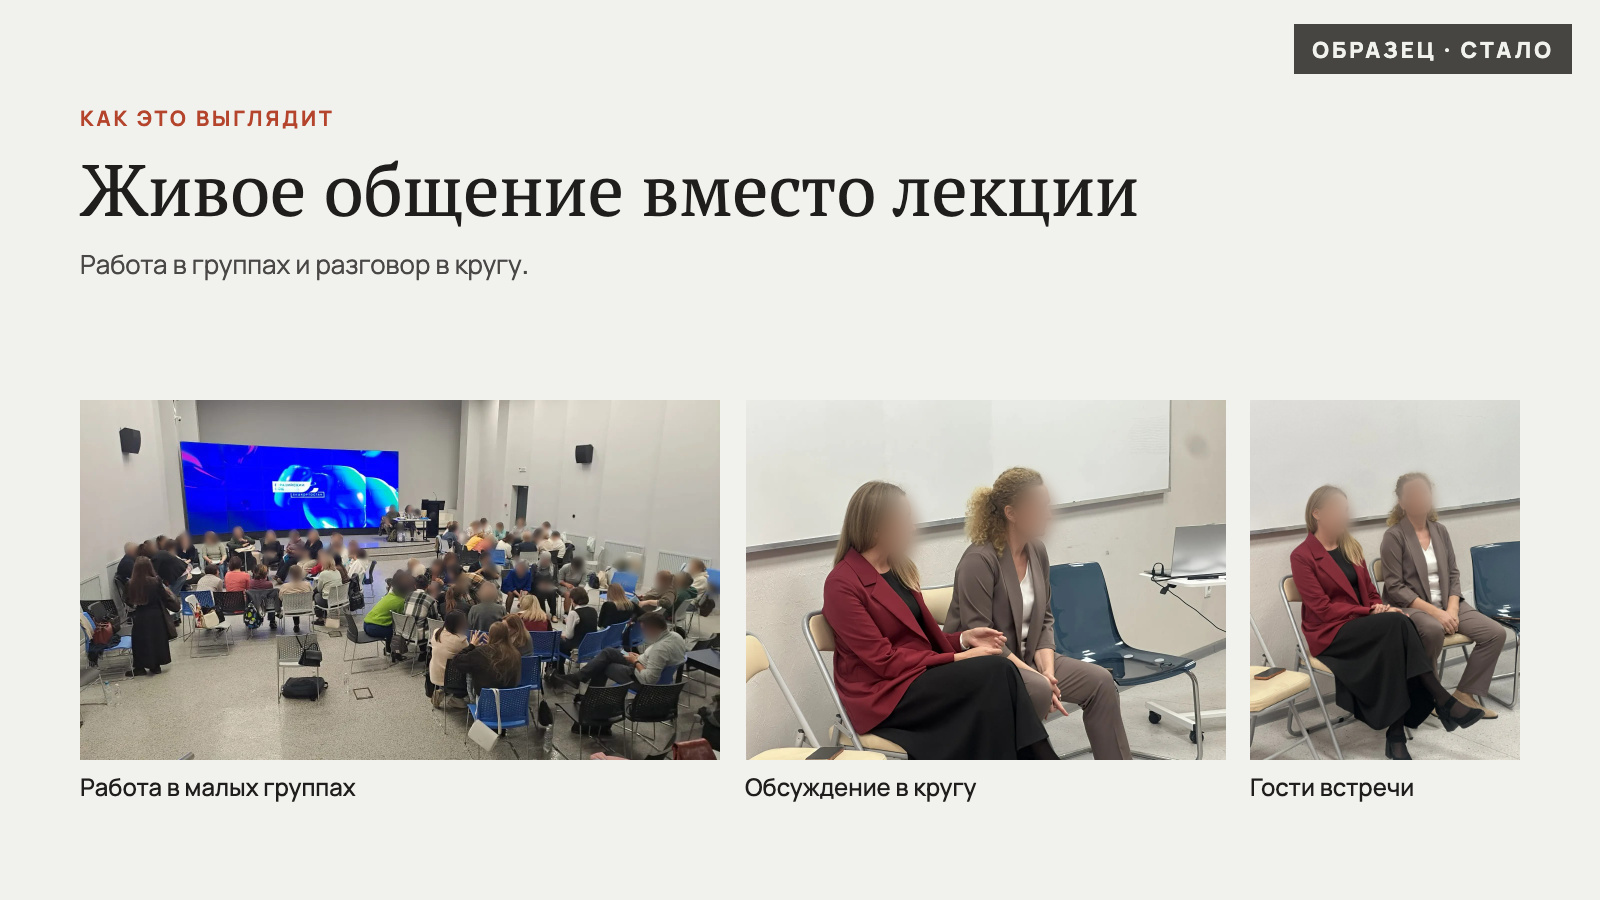 ОБРАЗЕЦ · СТАЛО
КАК ЭТО ВЫГЛЯДИТ
Живое общение вместо лекции
Работа в группах и разговор в кругу.
Работа в малых группах
Обсуждение в кругу
Гости встречи